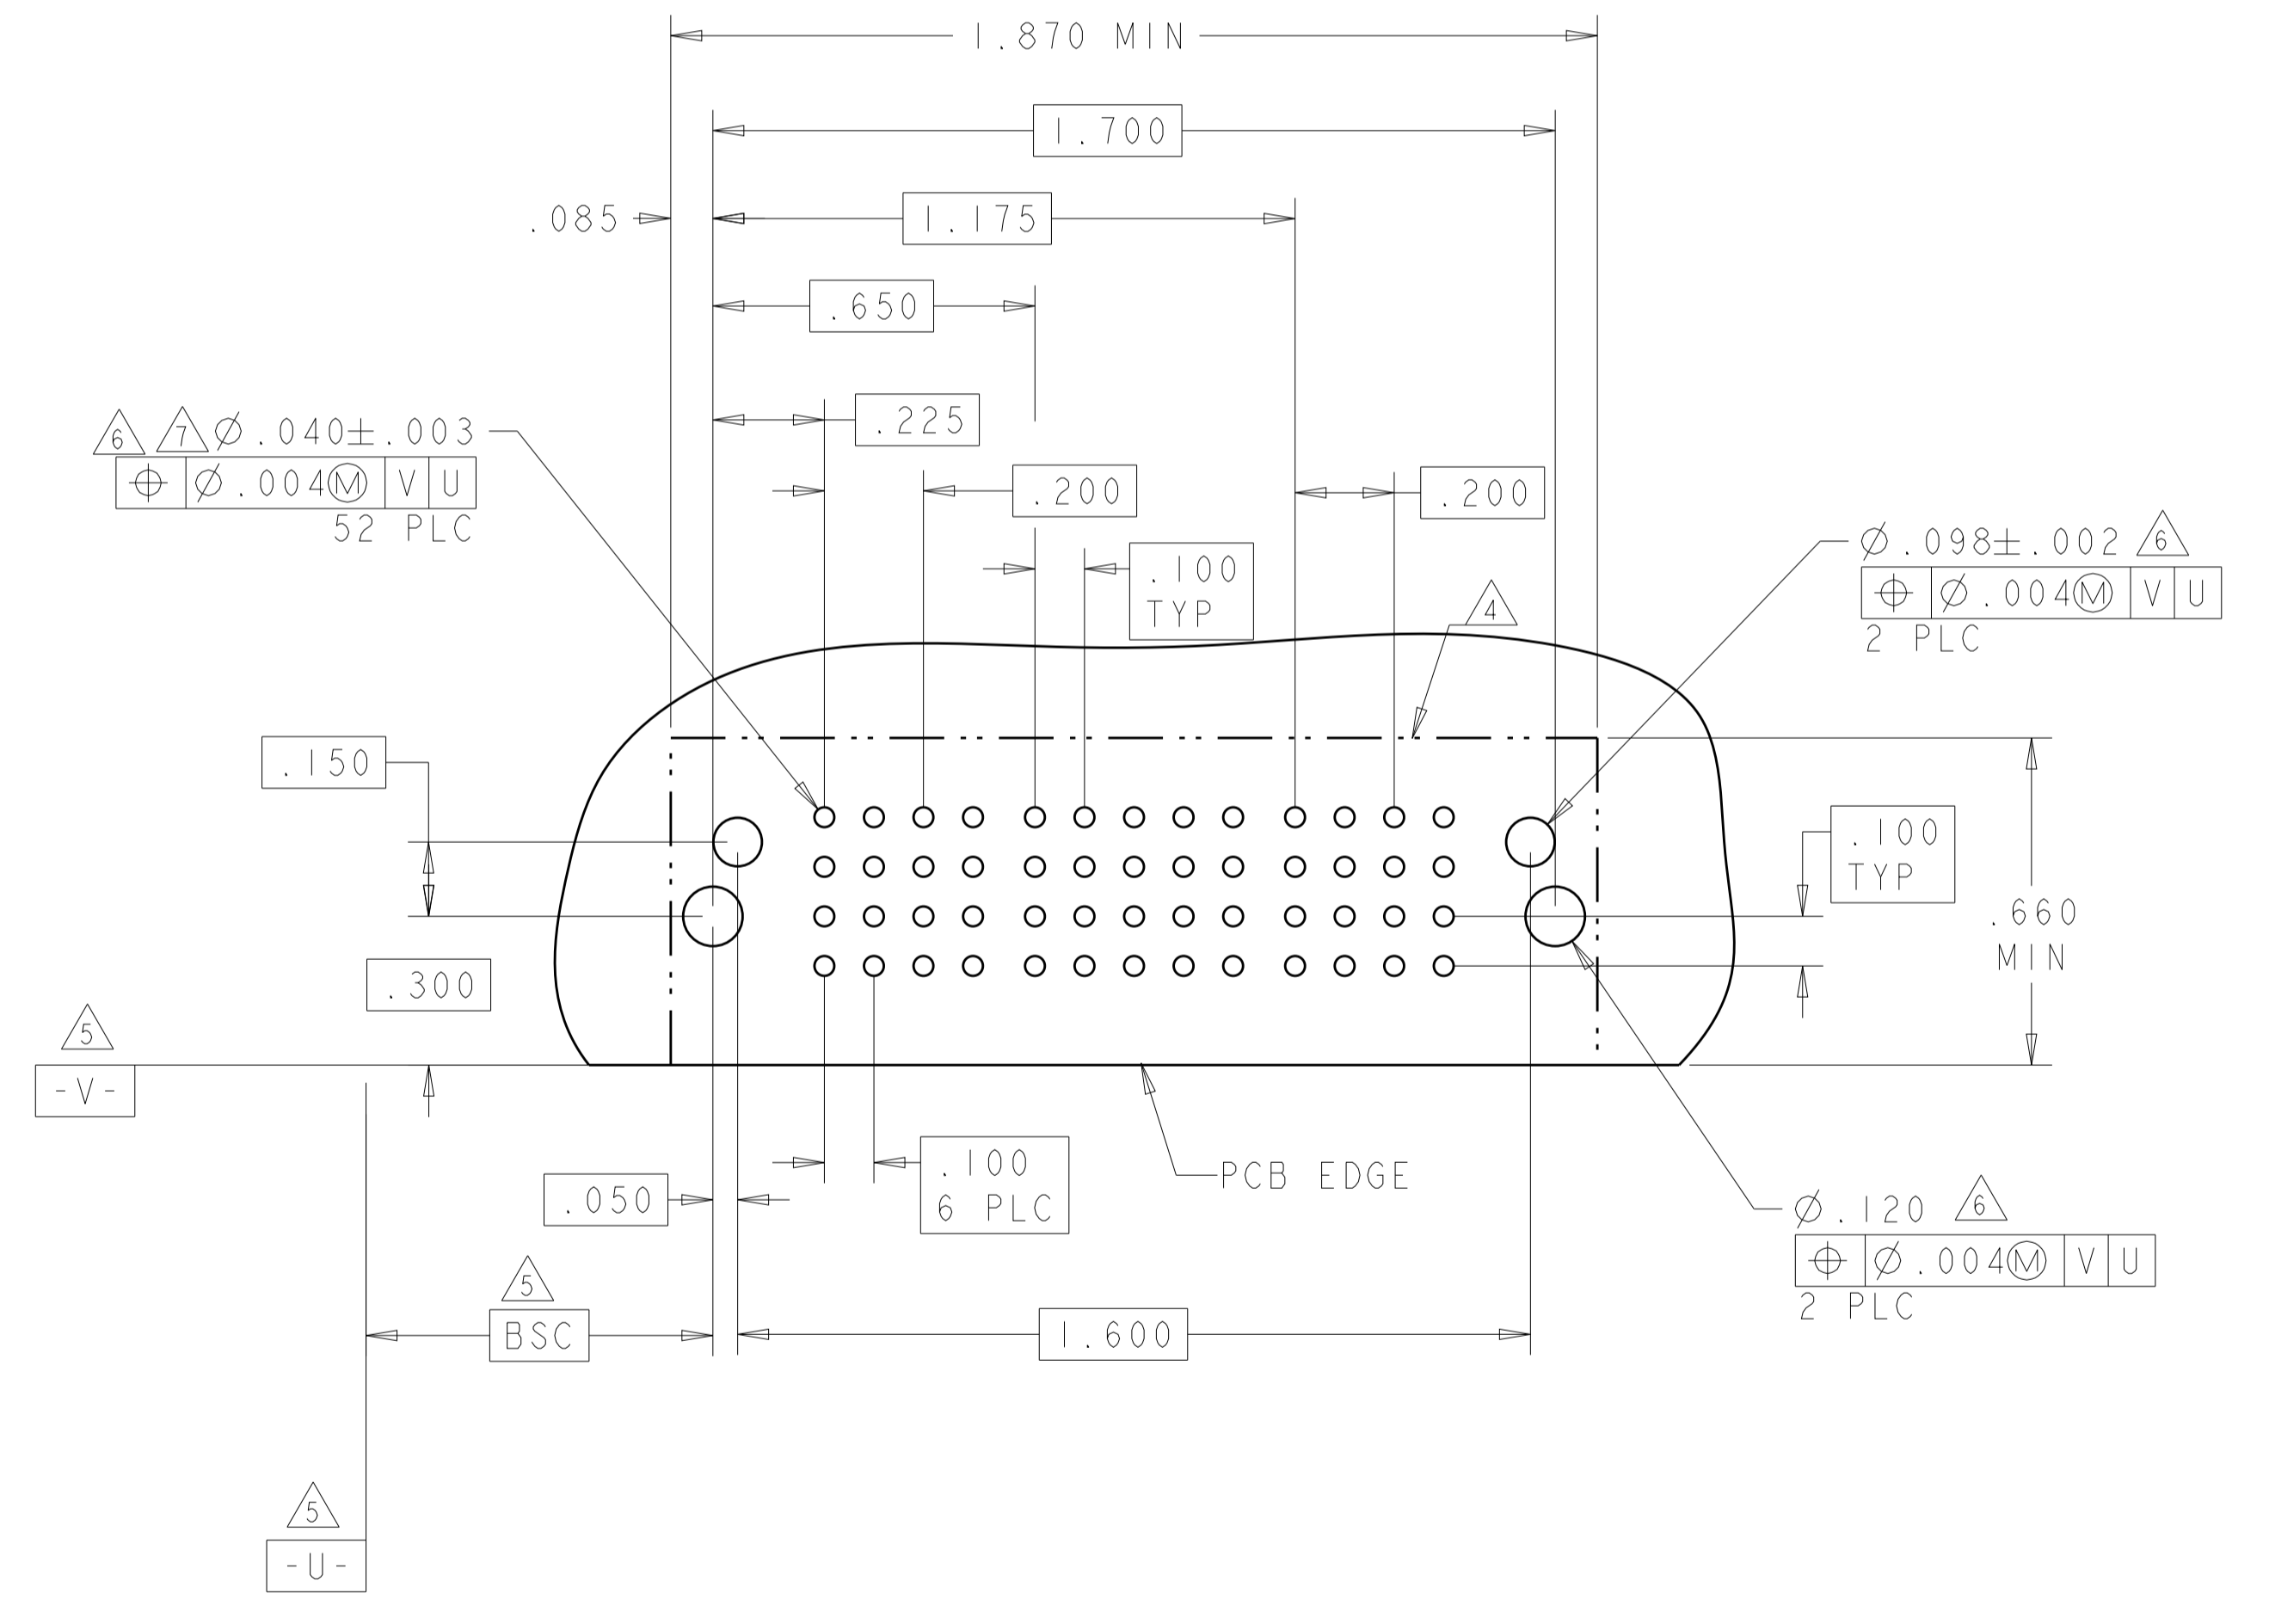 1.870 MIN
1.700
.085
1.175
.650
.225
6 7 ⌀.040±.003
⌖ ⌀.004Ⓜ V U
52 PLC
.200
.200
.100
TYP
⌀.098±.002 6
⌖ ⌀.004Ⓜ V U
2 PLC
4
.150
.100
TYP
.660
MIN
.300
5
-V-
.100
6 PLC
PCB EDGE
.050
⌀.120 6
⌖ ⌀.004Ⓜ V U
2 PLC
5
BSC
1.600
5
-U-